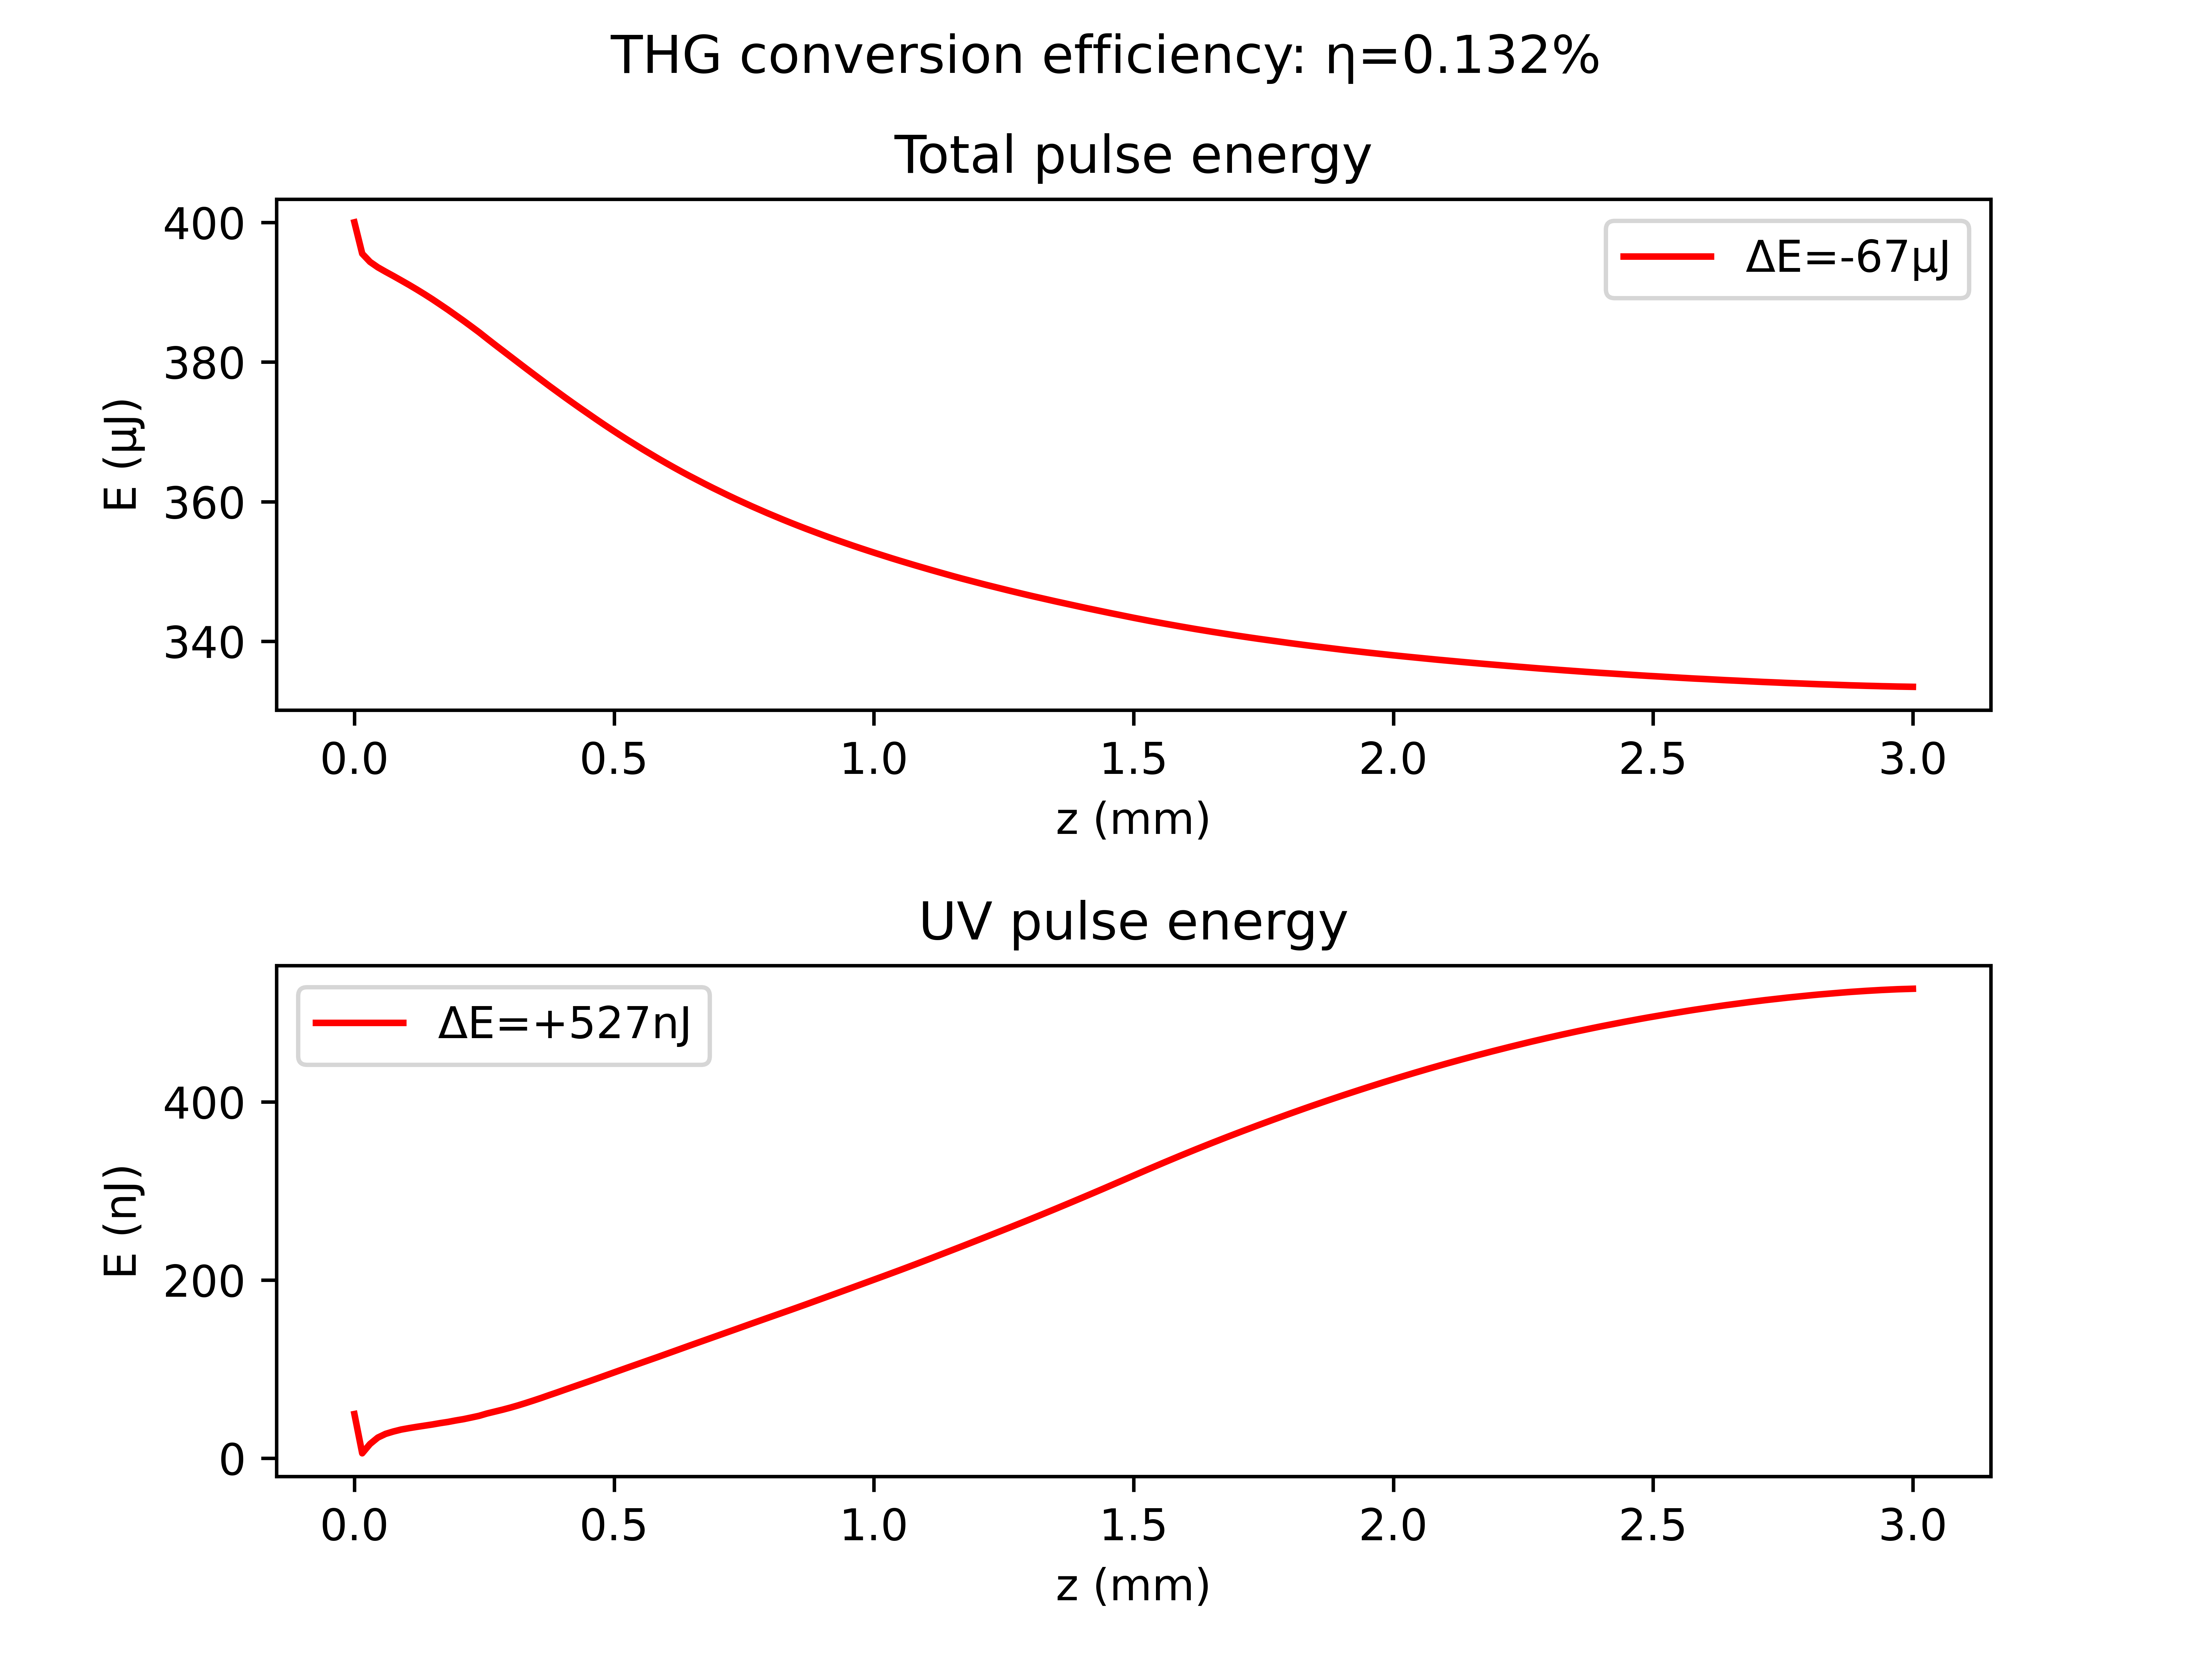 THG conversion efficiency: η=0.132%
Total pulse energy
ΔE=-67μJ
E (μJ)
400
380
360
340
0.0 0.5 1.0 1.5 2.0 2.5 3.0
z (mm)
UV pulse energy
ΔE=+527nJ
E (nJ)
400
200
0
0.0 0.5 1.0 1.5 2.0 2.5 3.0
z (mm)